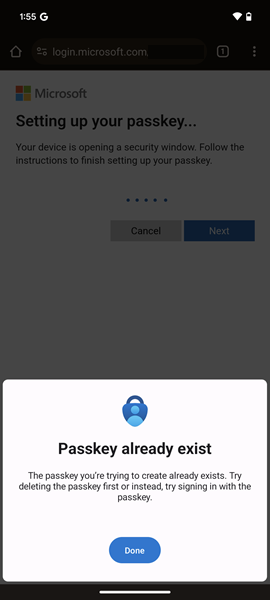 1:55 G
login.microsoft.com
1
Microsoft
Setting up your passkey...
Your device is opening a security window. Follow the
instructions to finish setting up your passkey.
Cancel
Next
Passkey already exist
The passkey you're trying to create already exists. Try
deleting the passkey first or instead, try signing in with the
passkey.
Done